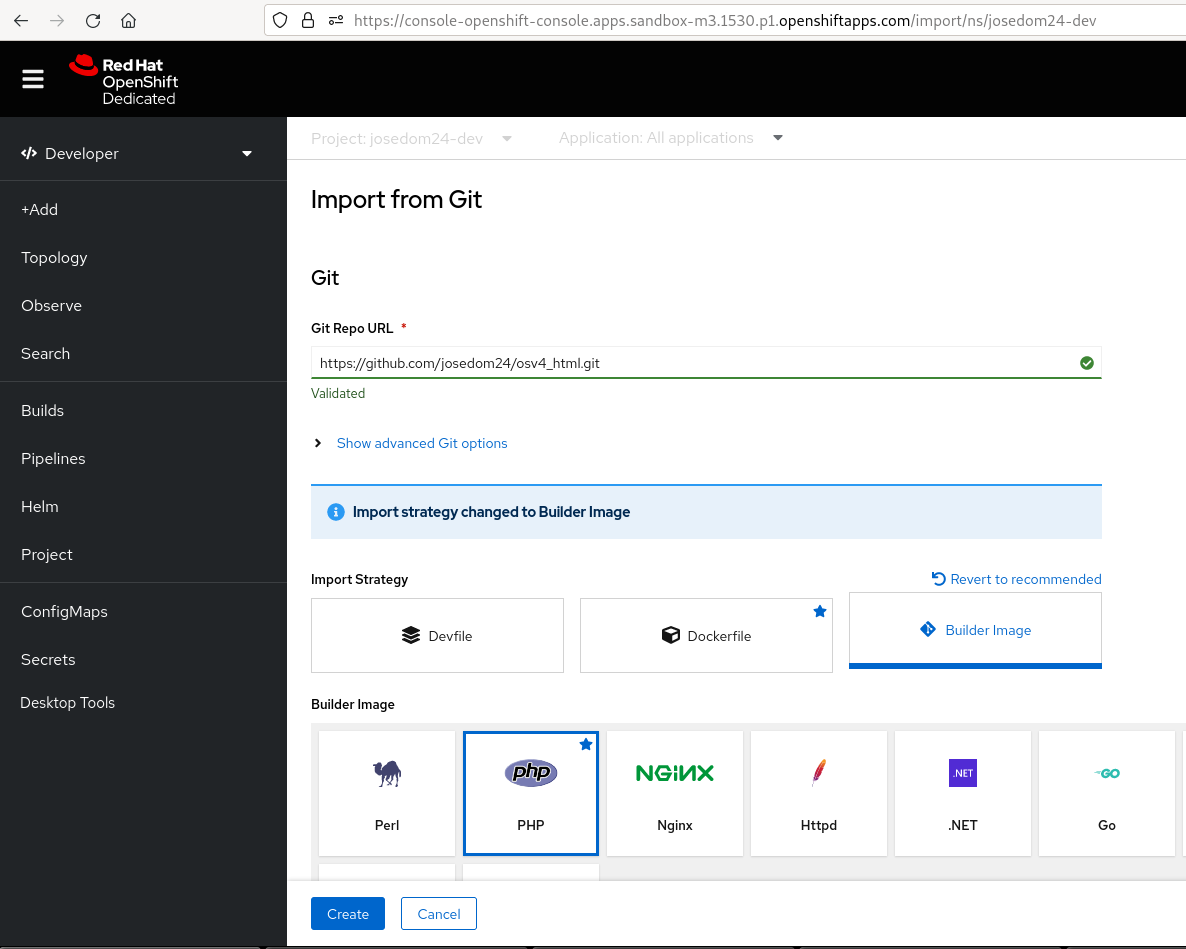 https://console-openshift-console.apps.sandbox-m3.1530.p1.openshiftapps.com/import/ns/josedom24-dev
Red Hat
OpenShift
Dedicated
Developer
+Add
Topology
Observe
Search
Builds
Pipelines
Helm
Project
ConfigMaps
Secrets
Desktop Tools
Project: josedom24-dev Application: All applications
Import from Git
Git
Git Repo URL *
https://github.com/josedom24/osv4_html.git
Validated
Show advanced Git options
Import strategy changed to Builder Image
Import Strategy Revert to recommended
Devfile Dockerfile Builder Image
Builder Image
php NGINX .NET GO
Perl PHP Nginx Httpd .NET Go
Create Cancel